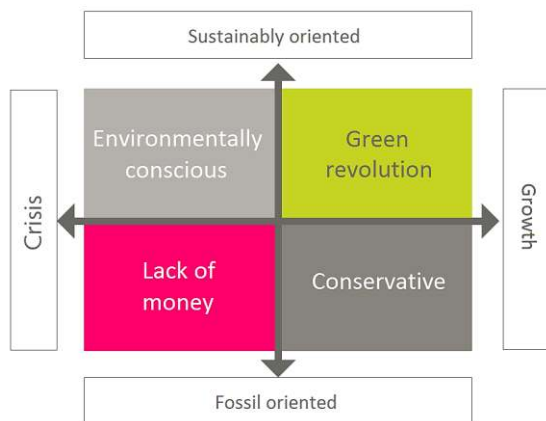 Sustainably oriented
Crisis
Environmentally
conscious
Green
revolution
Growth
Lack of
money
Conservative
Fossil oriented